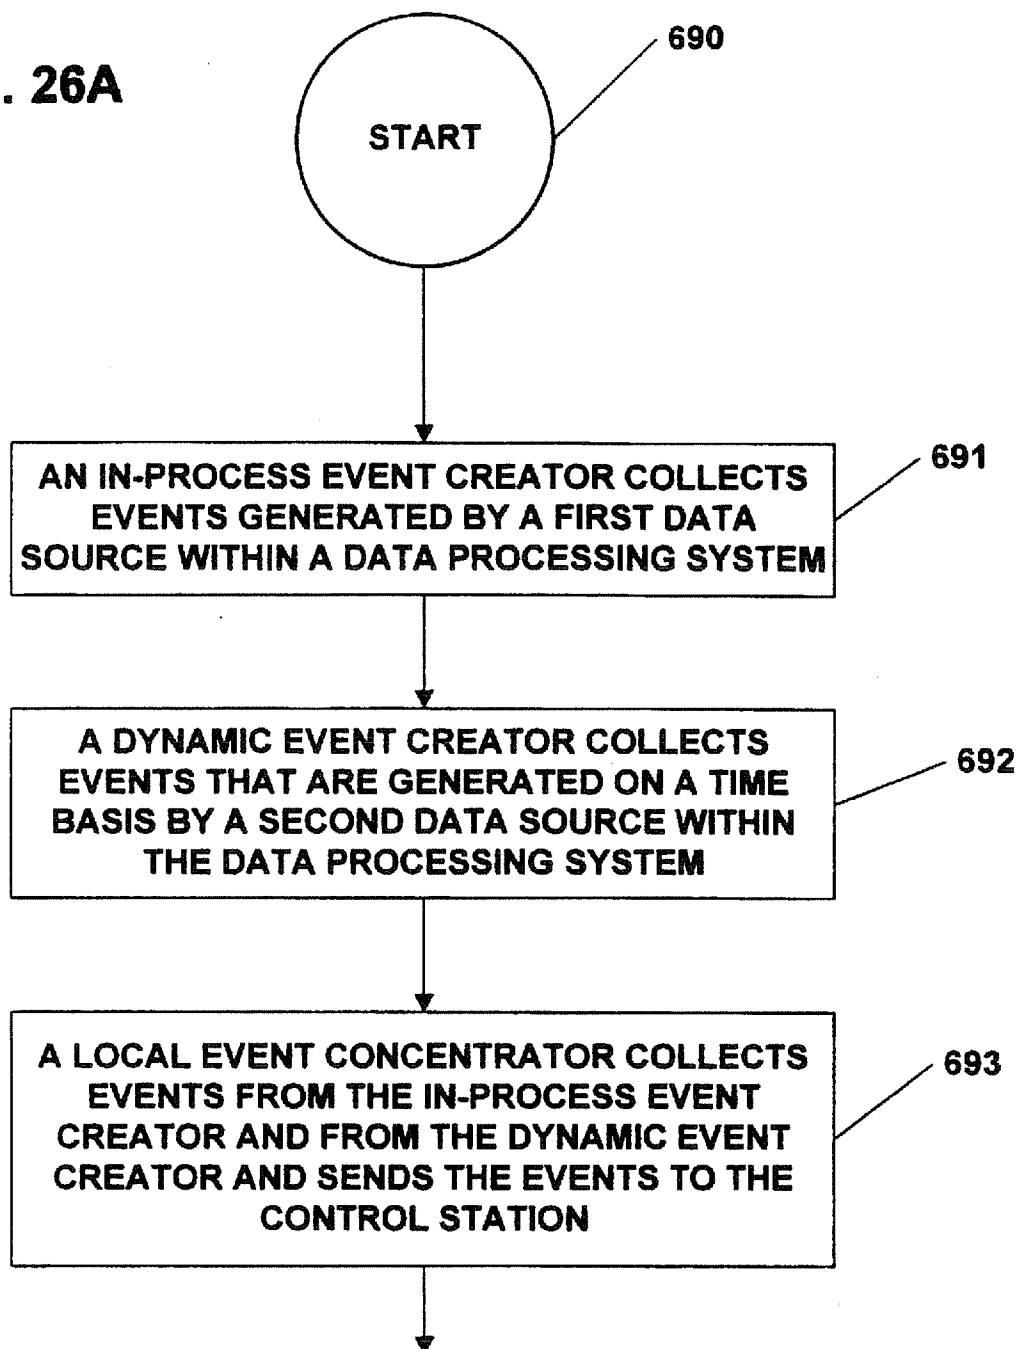 . 26A
690
START
691
AN IN-PROCESS EVENT CREATOR COLLECTS
EVENTS GENERATED BY A FIRST DATA
SOURCE WITHIN A DATA PROCESSING SYSTEM
692
A DYNAMIC EVENT CREATOR COLLECTS
EVENTS THAT ARE GENERATED ON A TIME
BASIS BY A SECOND DATA SOURCE WITHIN
THE DATA PROCESSING SYSTEM
693
A LOCAL EVENT CONCENTRATOR COLLECTS
EVENTS FROM THE IN-PROCESS EVENT
CREATOR AND FROM THE DYNAMIC EVENT
CREATOR AND SENDS THE EVENTS TO THE
CONTROL STATION